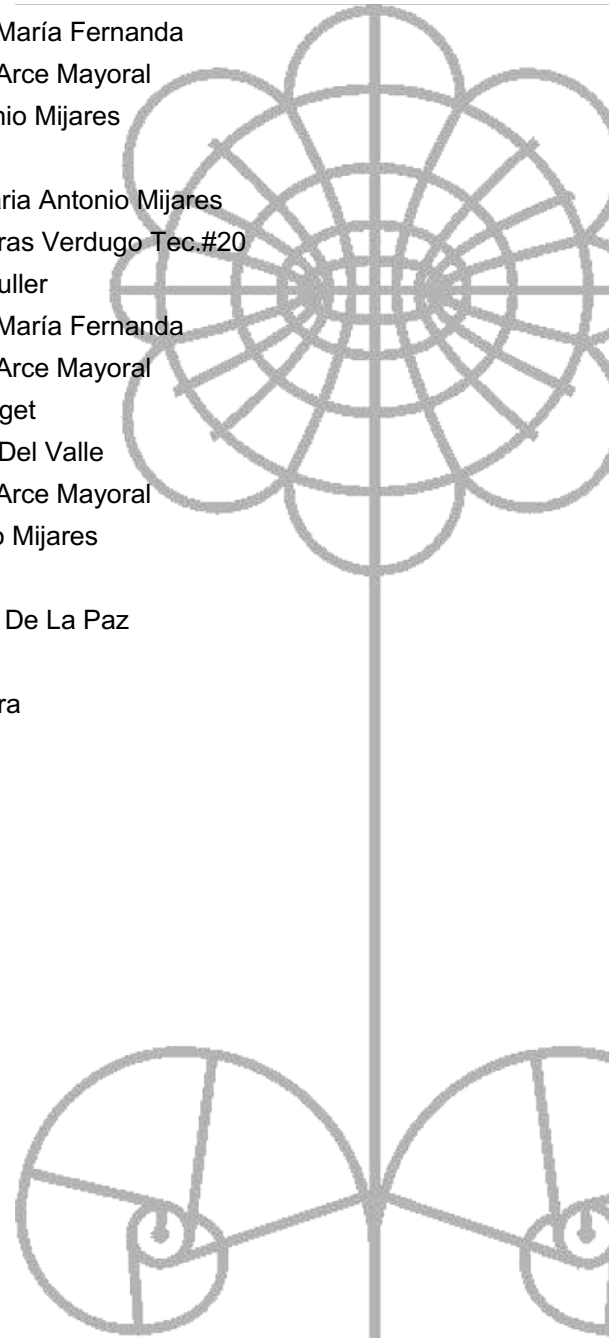 María Fernanda
Arce Mayoral
nio Mijares
aria Antonio Mijares
ras Verdugo Tec.#20
uller
María Fernanda
Arce Mayoral
get
Del Valle
Arce Mayoral
o Mijares
De La Paz
ra